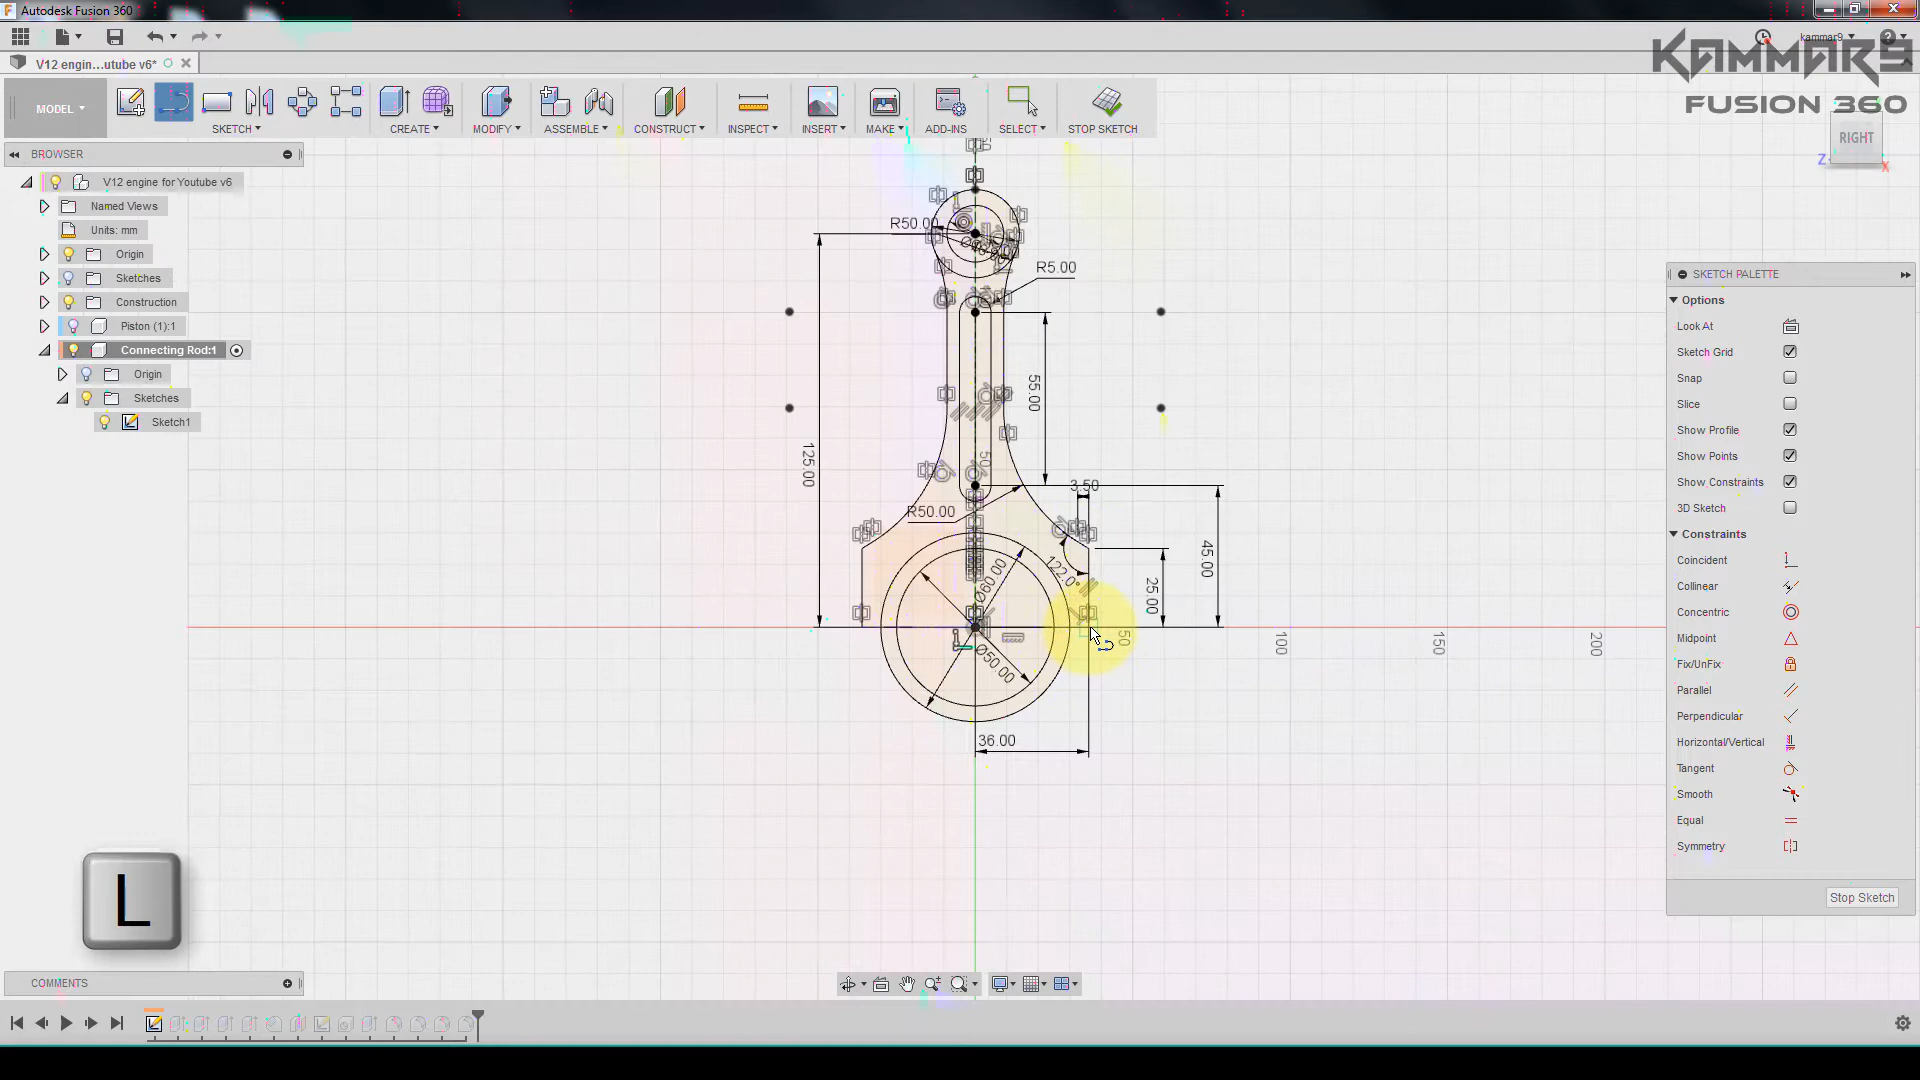 Autodesk Fusion 360
kammar9
V12 engin...utube v6*
KAMMAR9
FUSION 360
MODEL
SKETCH
CREATE
MODIFY
ASSEMBLE
CONSTRUCT
INSPECT
INSERT
MAKE
ADD-INS
SELECT
STOP SKETCH
RIGHT
Z
X
BROWSER
V12 engine for Youtube v6
Named Views
Units: mm
Origin
Sketches
Construction
Piston (1):1
Connecting Rod:1
Origin
Sketches
Sketch1
R50.00
R5.00
55.00
125.00
50
3.50
R50.00
Ø60.00
122.0°
25.00
45.00
Ø50.00
50
100
150
200
36.00
SKETCH PALETTE
Options
Look At
Sketch Grid
Snap
Slice
Show Profile
Show Points
Show Constraints
3D Sketch
Constraints
Coincident
Collinear
Concentric
Midpoint
Fix/UnFix
Parallel
Perpendicular
Horizontal/Vertical
Tangent
Smooth
Equal
Symmetry
Stop Sketch
L
COMMENTS